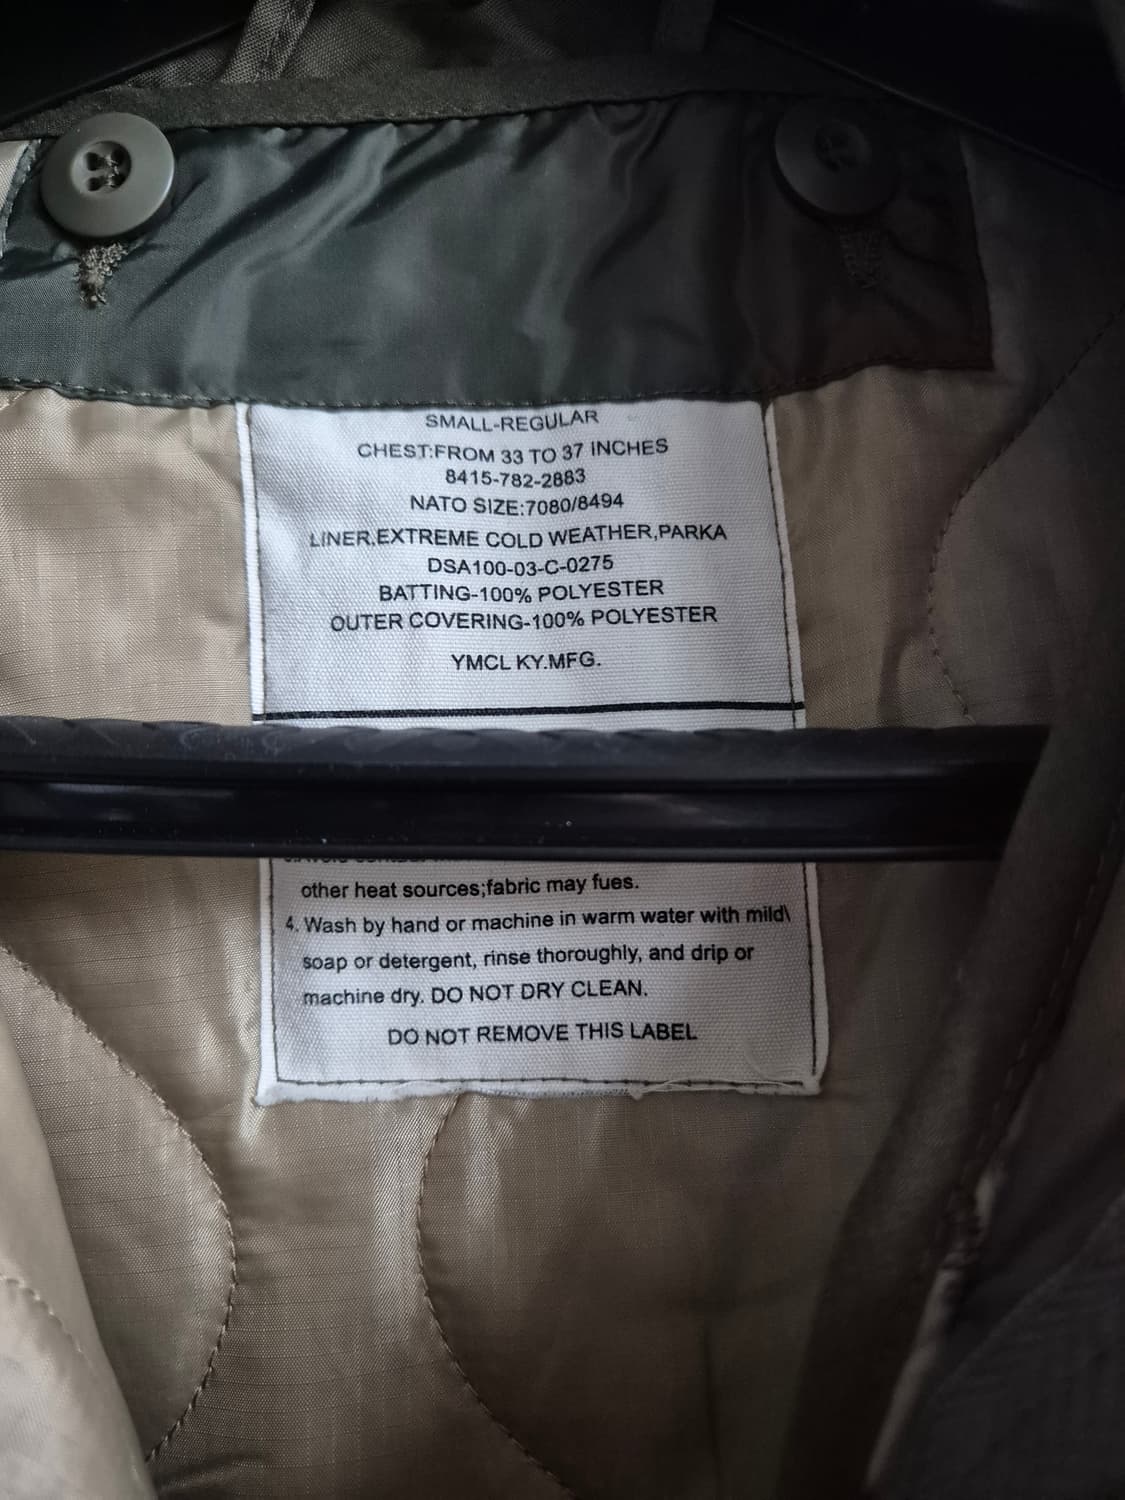 SMALL-REGULAR
CHEST:FROM 33 TO 37 INCHES
8415-782-2883
NATO SIZE:7080/8494
LINER,EXTREME COLD WEATHER,PARKA
DSA100-03-C-0275
BATTING-100% POLYESTER
OUTER COVERING-100% POLYESTER
YMCL KY.MFG.
other heat sources;fabric may fues.
4. Wash by hand or machine in warm water with mild\
soap or detergent, rinse thoroughly, and drip or
machine dry. DO NOT DRY CLEAN.
DO NOT REMOVE THIS LABEL